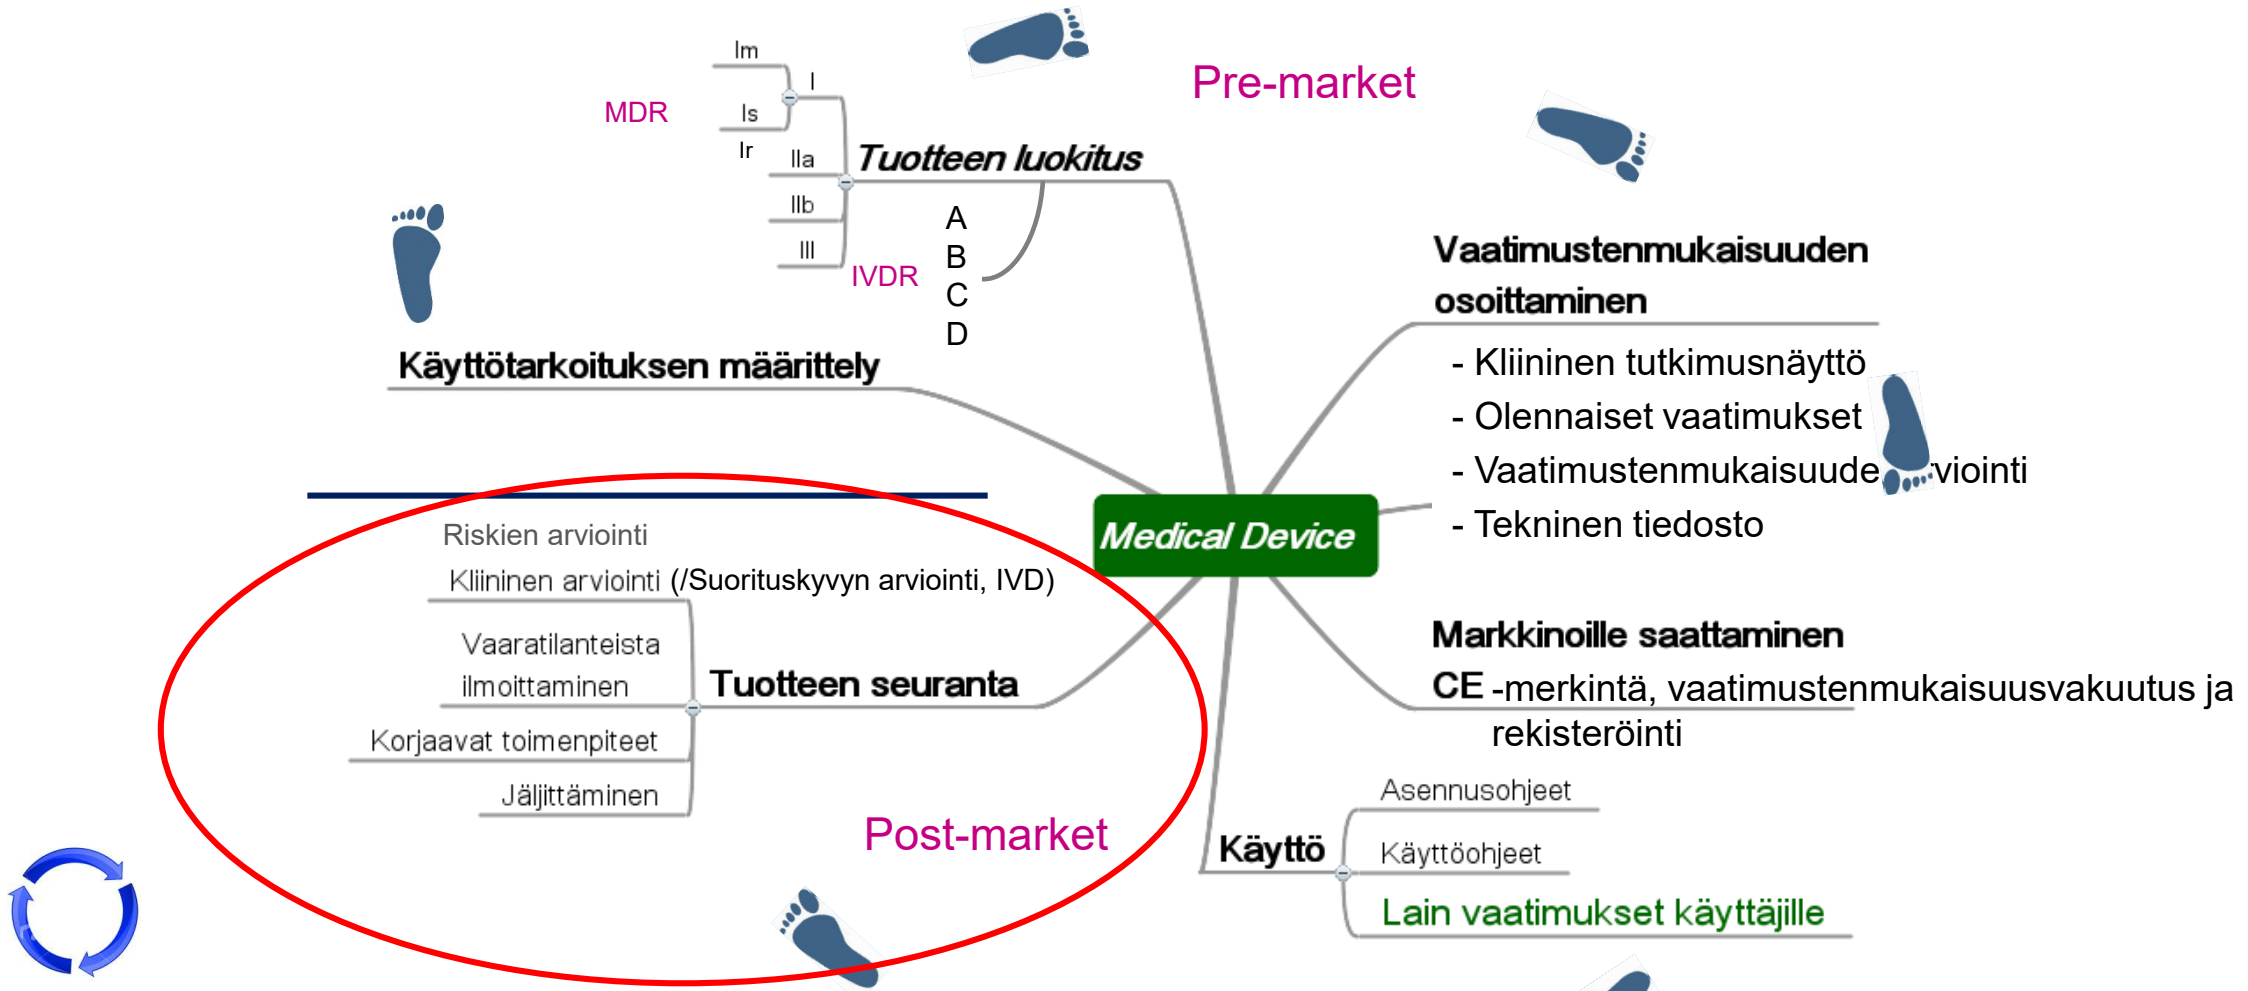 Pre-market
Im
I
MDR
Is
Ir
IIa
IIb
III
Tuotteen luokitus
IVDR
A
B
C
D
Käyttötarkoituksen määrittely
Vaatimustenmukaisuuden
osoittaminen
- Kliininen tutkimusnäyttö
- Olennaiset vaatimukset
- Vaatimustenmukaisuude rviointi
- Tekninen tiedosto
Medical Device
Riskien arviointi
Kliininen arviointi (/Suorituskyvyn arviointi, IVD)
Vaaratilanteista
ilmoittaminen
Tuotteen seuranta
Korjaavat toimenpiteet
Jäljittäminen
Post-market
Markkinoille saattaminen
CE -merkintä, vaatimustenmukaisuusvakuutus ja
rekisteröinti
Käyttö
Asennusohjeet
Käyttöohjeet
Lain vaatimukset käyttäjille